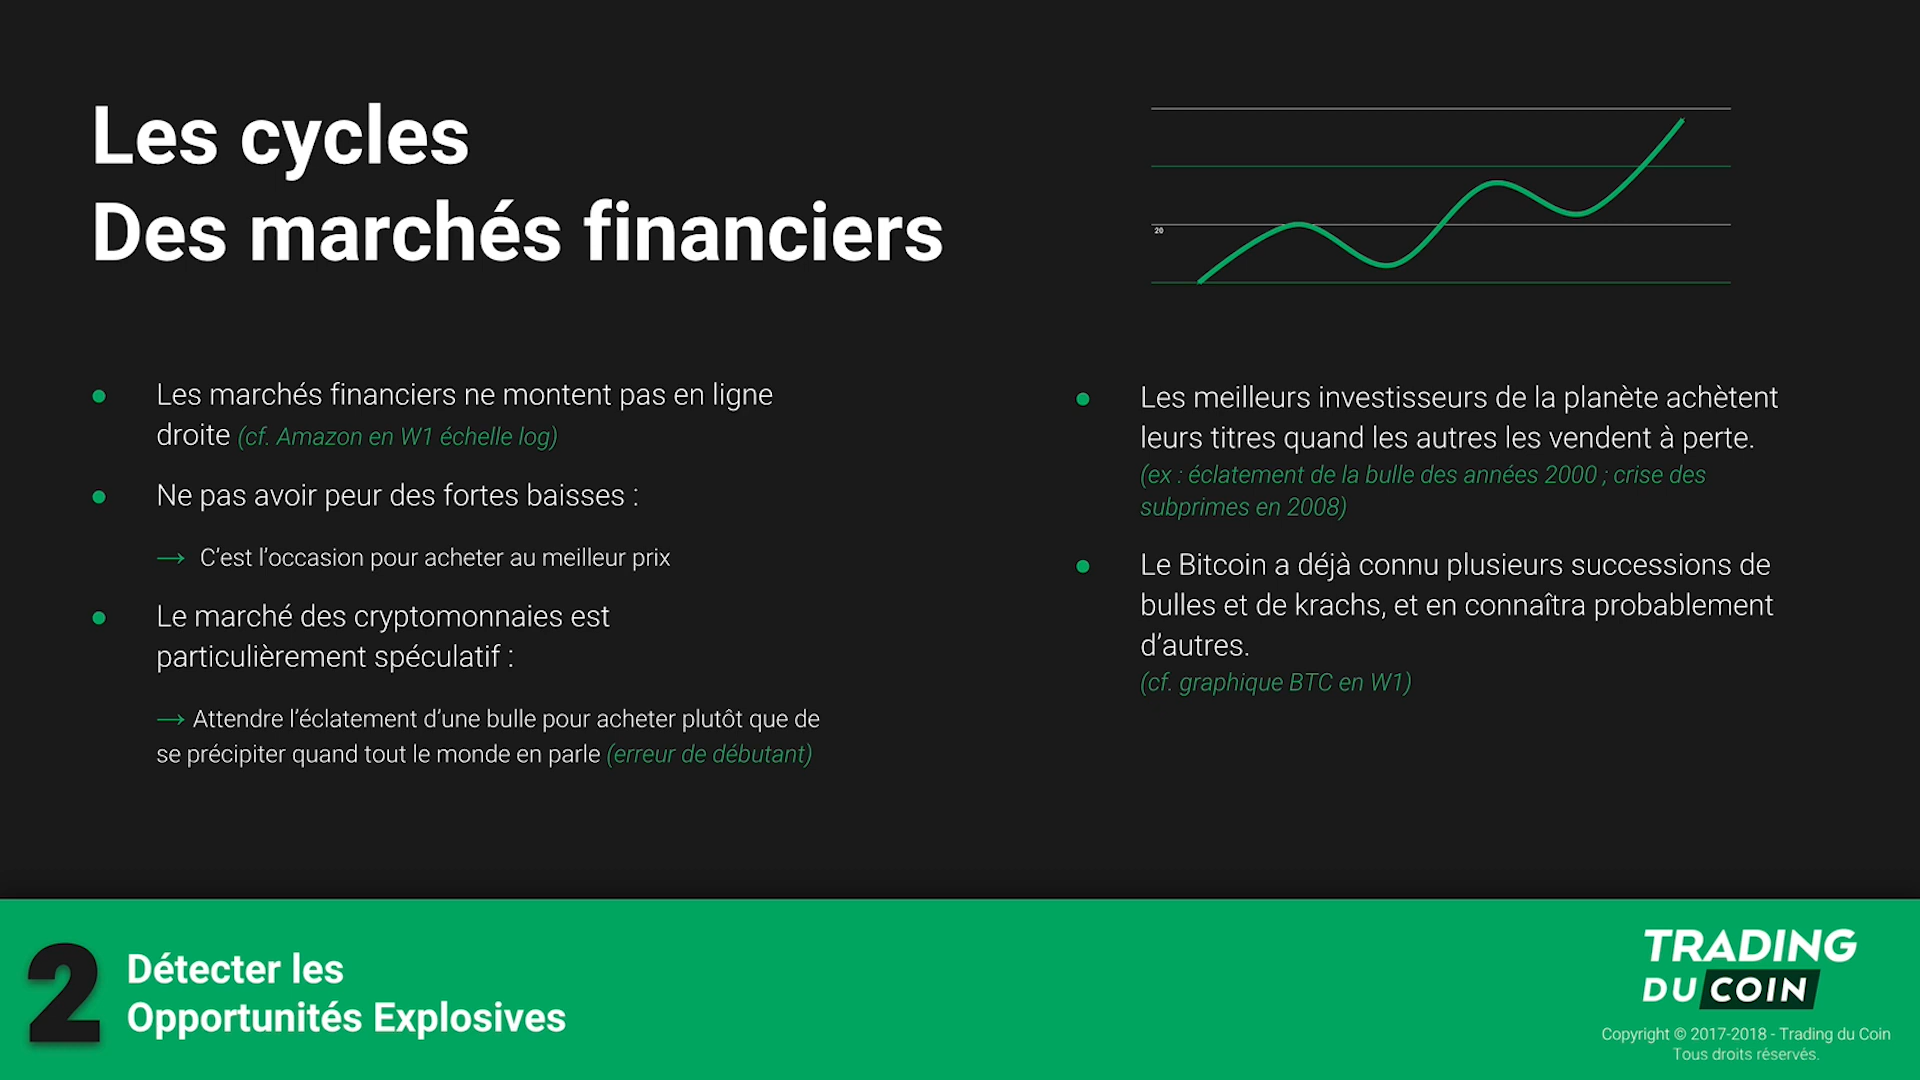 Les cycles
Des marchés financiers
20
● Les marchés financiers ne montent pas en ligne
droite (cf. Amazon en W1 échelle log)
● Ne pas avoir peur des fortes baisses :
→ C'est l'occasion pour acheter au meilleur prix
● Le marché des cryptomonnaies est
particulièrement spéculatif :
→ Attendre l'éclatement d'une bulle pour acheter plutôt que de
se précipiter quand tout le monde en parle (erreur de débutant)
● Les meilleurs investisseurs de la planète achètent
leurs titres quand les autres les vendent à perte.
(ex : éclatement de la bulle des années 2000 ; crise des
subprimes en 2008)
● Le Bitcoin a déjà connu plusieurs successions de
bulles et de krachs, et en connaîtra probablement
d'autres.
(cf. graphique BTC en W1)
2
Détecter les
Opportunités Explosives
TRADING
DU COIN
Copyright © 2017-2018 - Trading du Coin
Tous droits réservés.